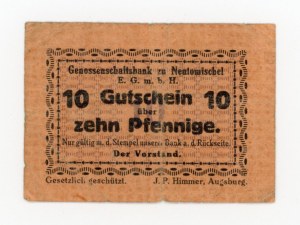 Genossenschaftsbank zu Neutomischel
E. G. m. b. H.
10 Gutschein 10
über
zehn Pfennige.
Nur gültig m. d. Stempel unserer Bank a. d. Rückseite.
Der Vorstand.
Gesetzlich geschützt. J. P. Himmer, Augsburg.